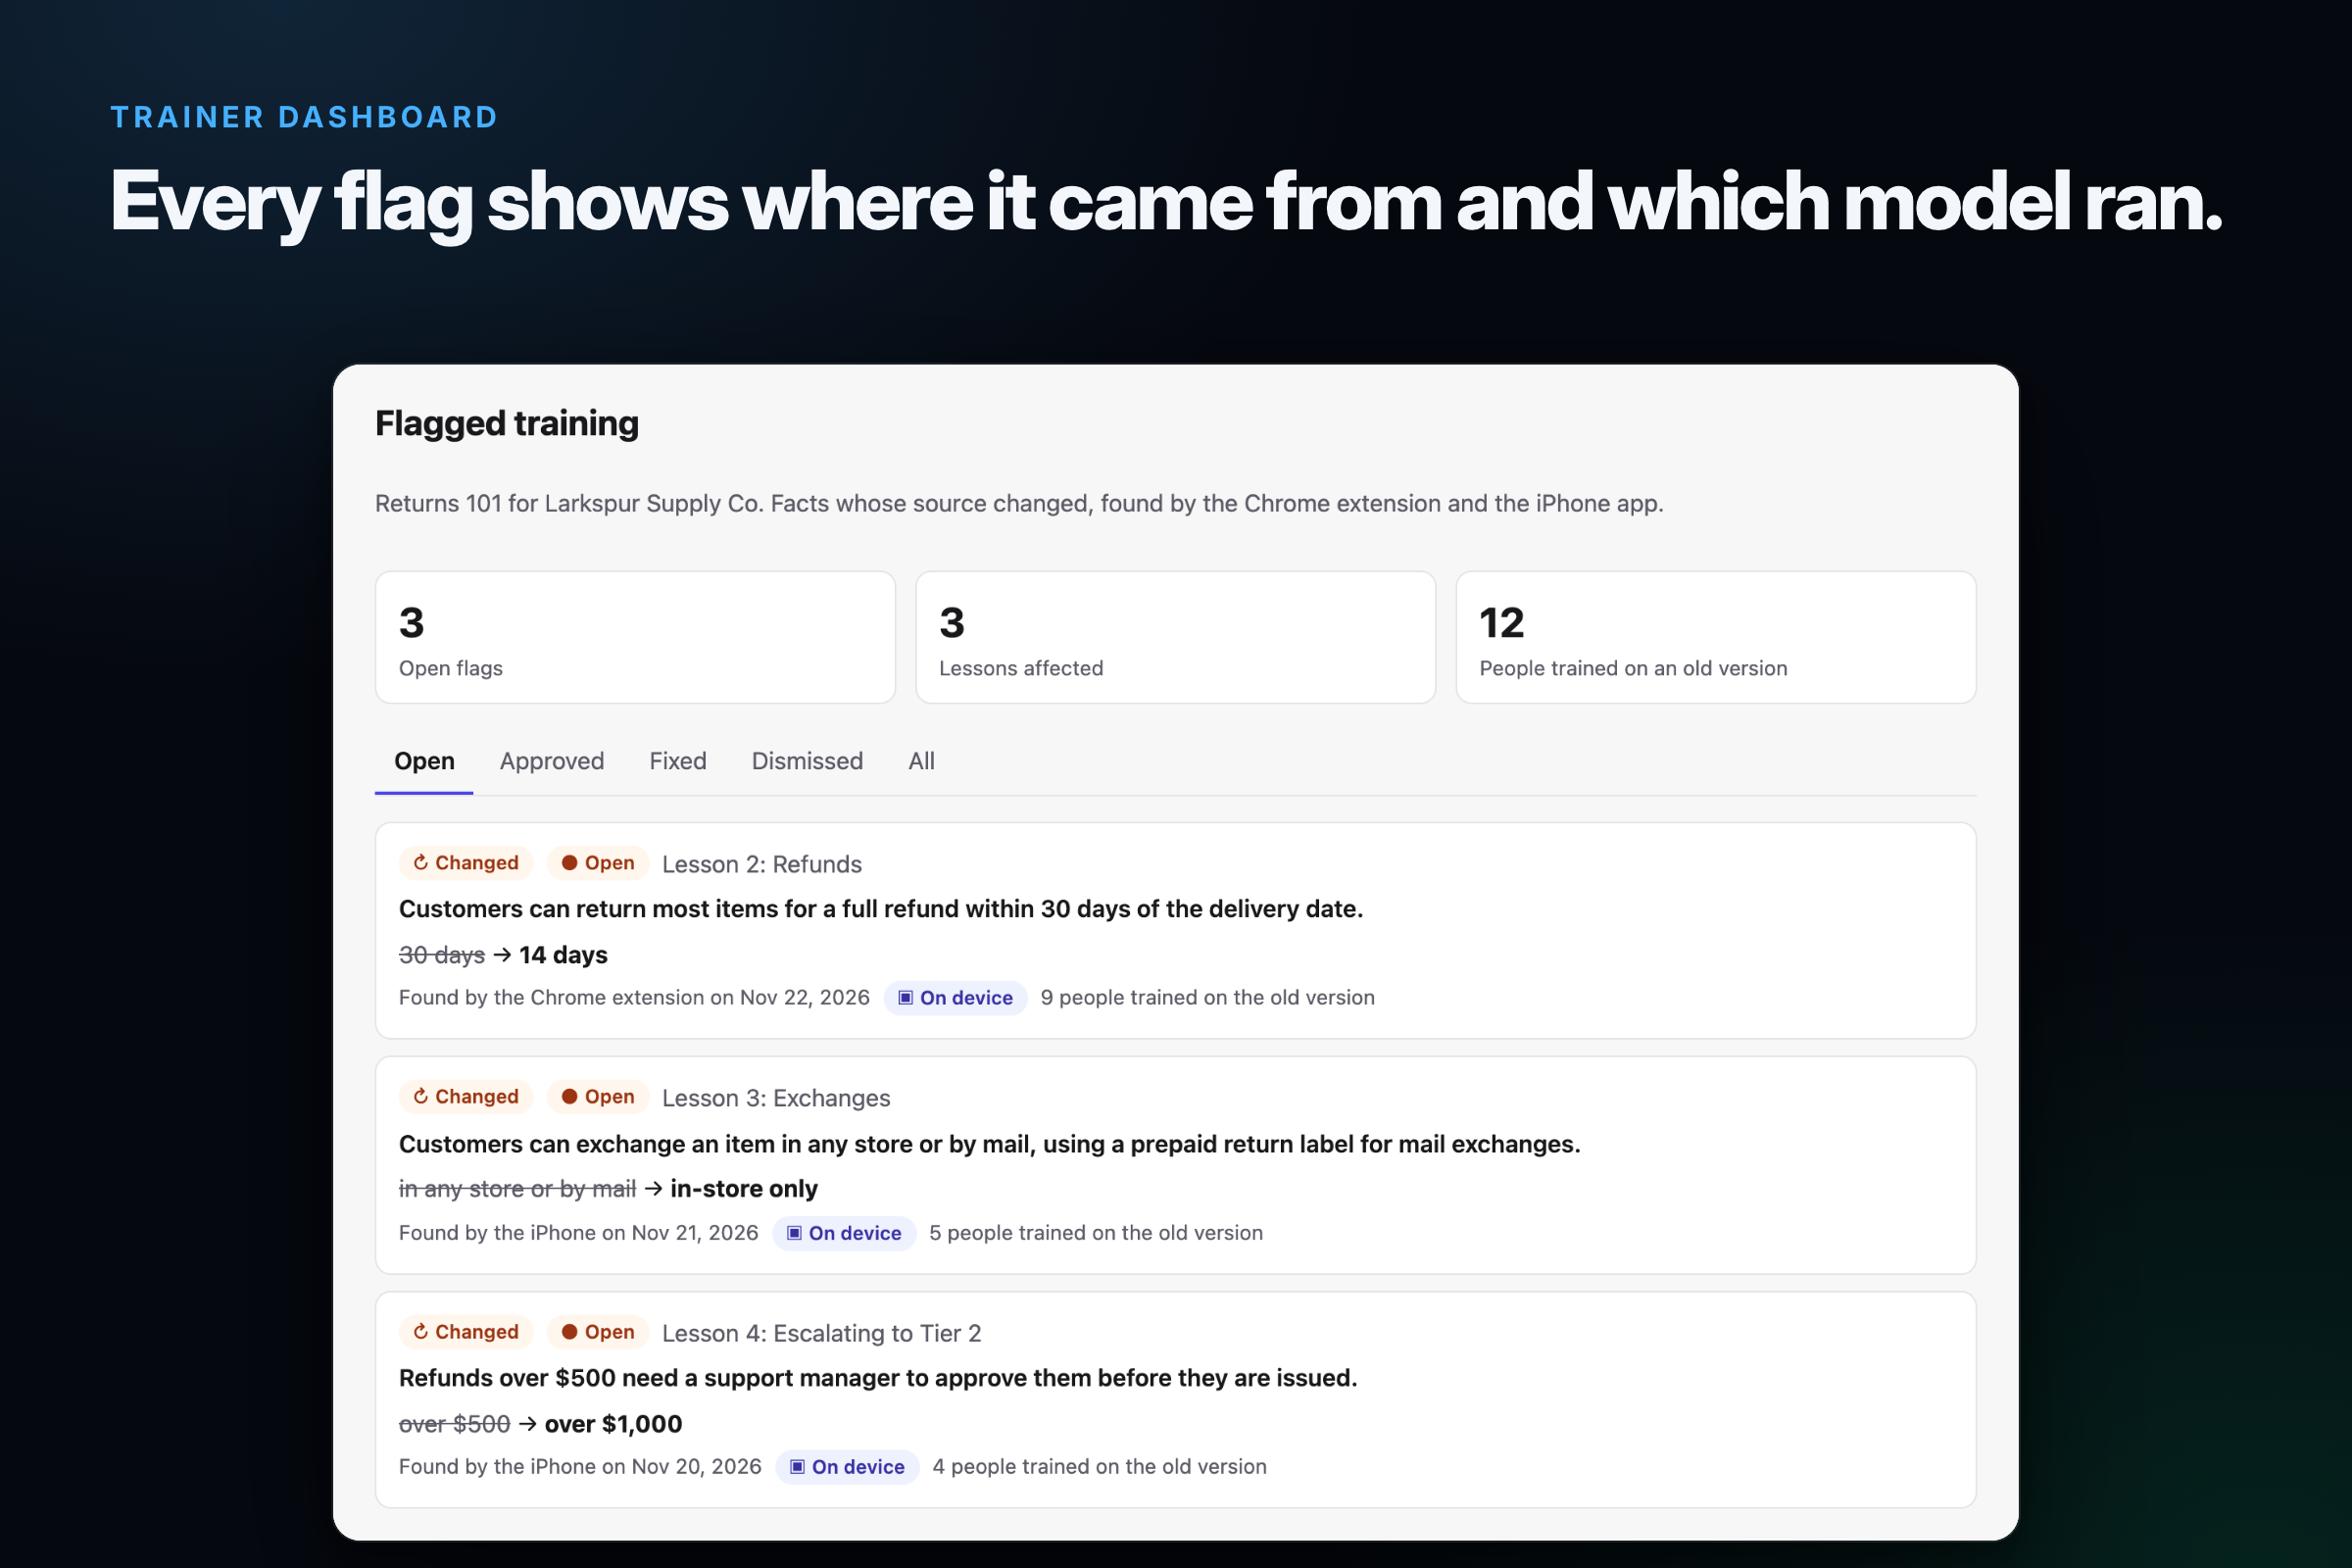 TRAINER DASHBOARD
Every flag shows where it came from and which model ran.
Flagged training
Returns 101 for Larkspur Supply Co. Facts whose source changed, found by the Chrome extension and the iPhone app.
3
Open flags
3
Lessons affected
12
People trained on an old version
Open Approved Fixed Dismissed All
Changed Open Lesson 2: Refunds
Customers can return most items for a full refund within 30 days of the delivery date.
30 days → 14 days
Found by the Chrome extension on Nov 22, 2026 On device 9 people trained on the old version
Changed Open Lesson 3: Exchanges
Customers can exchange an item in any store or by mail, using a prepaid return label for mail exchanges.
in any store or by mail → in-store only
Found by the iPhone on Nov 21, 2026 On device 5 people trained on the old version
Changed Open Lesson 4: Escalating to Tier 2
Refunds over $500 need a support manager to approve them before they are issued.
over $500 → over $1,000
Found by the iPhone on Nov 20, 2026 On device 4 people trained on the old version